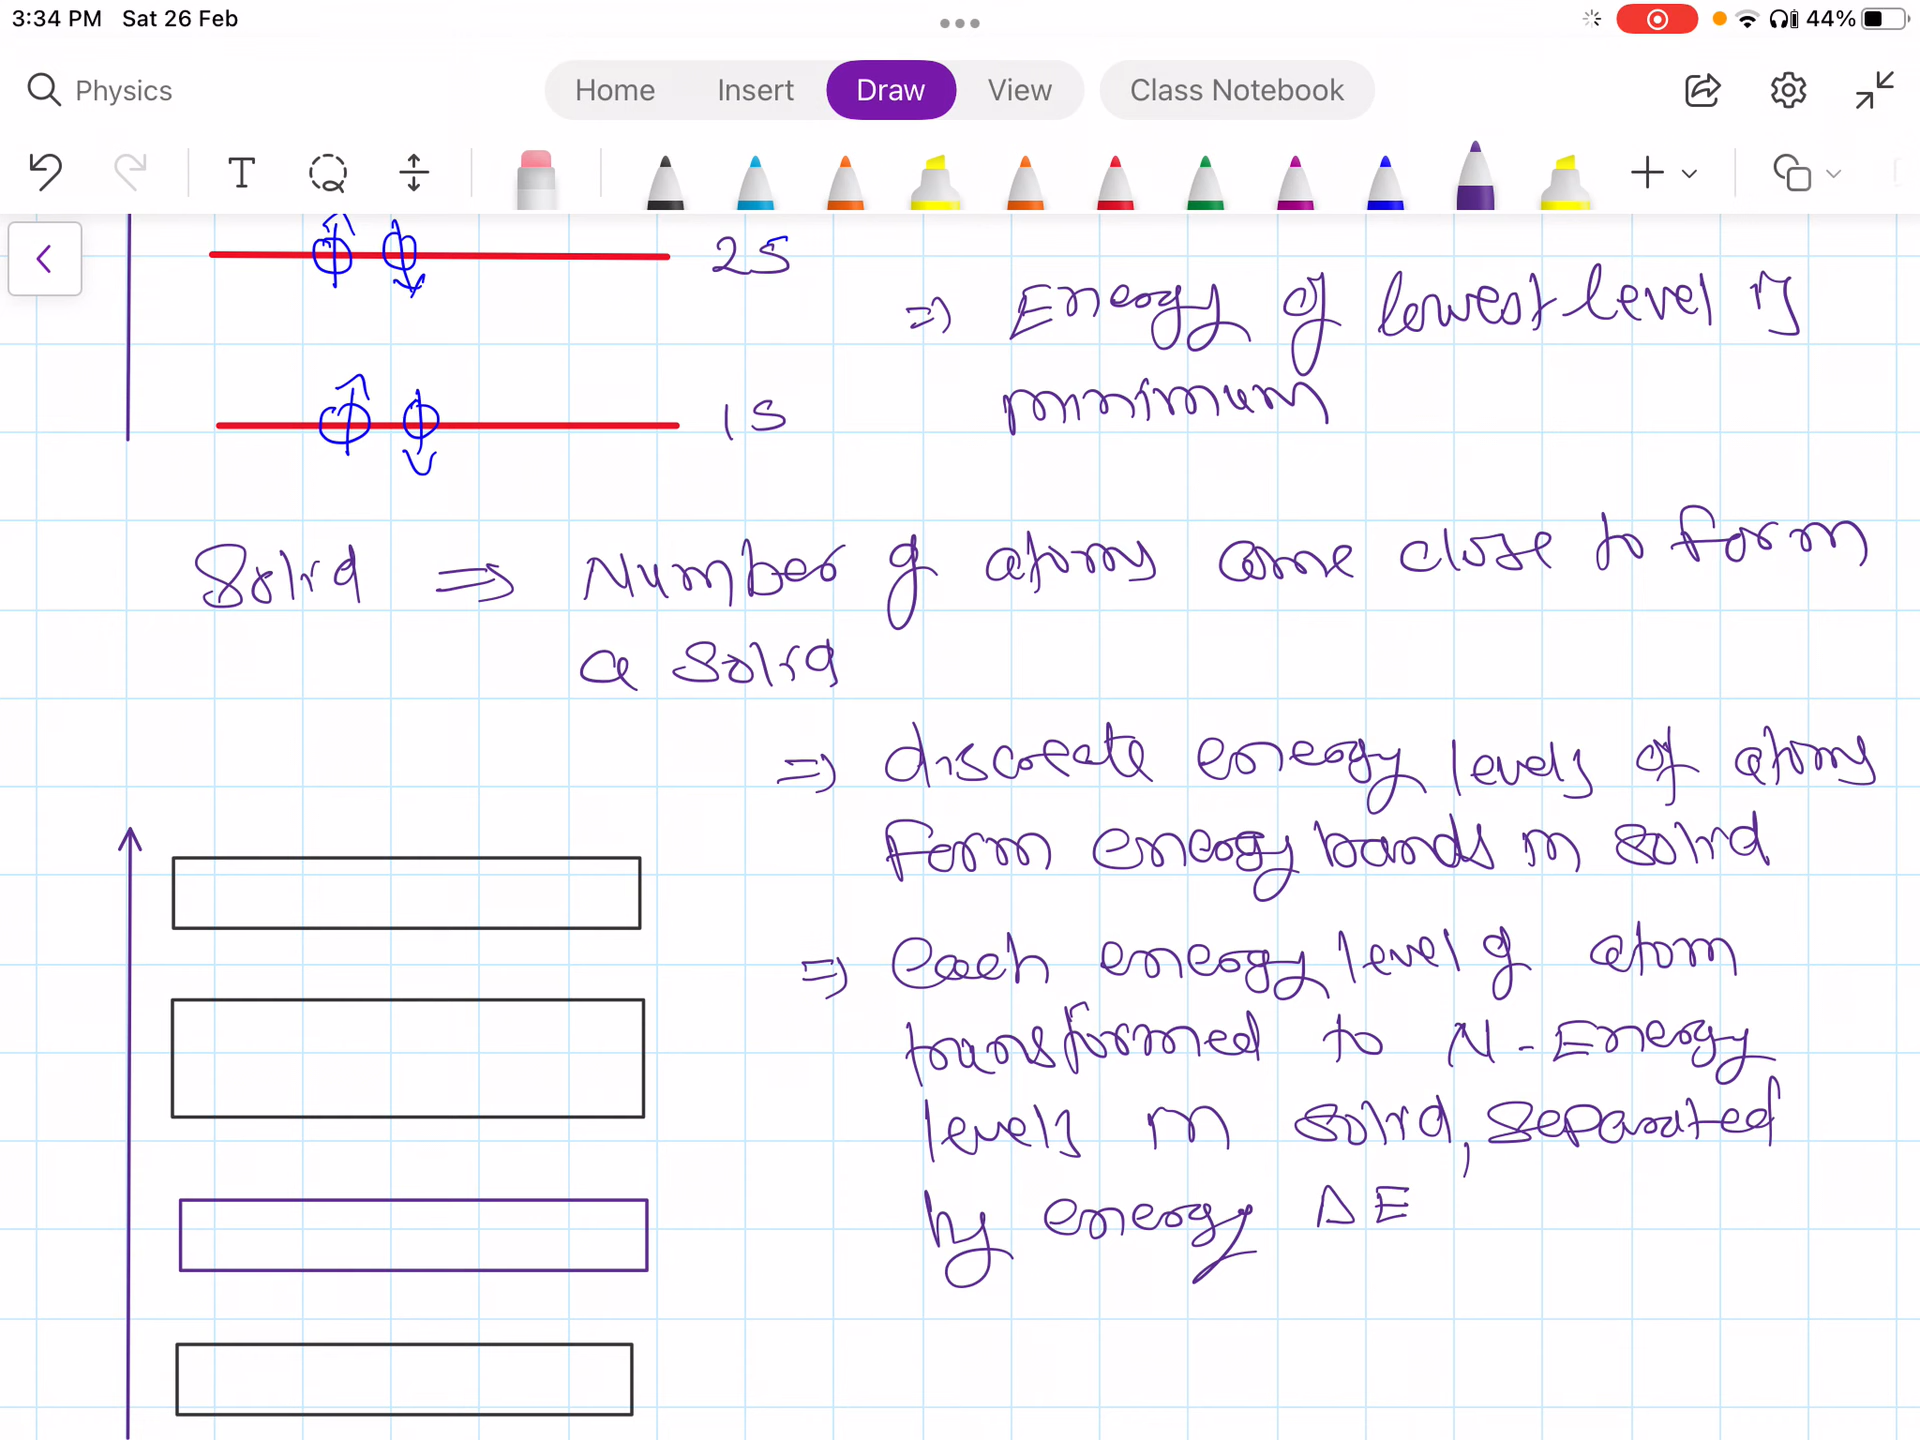 3:34 PM Sat 26 Feb
44%
Physics
Home Insert Draw View Class Notebook
T
2S
⇒ Energy of lowest level is
minimum
1S
Solid ⇒ Number of atoms come close to form
a solid
⇒ discreate energy levels of atoms
form energy bands in solid
⇒ Each energy level of atom
transformed to N-Energy
levels in solid, separated
by energy ΔE